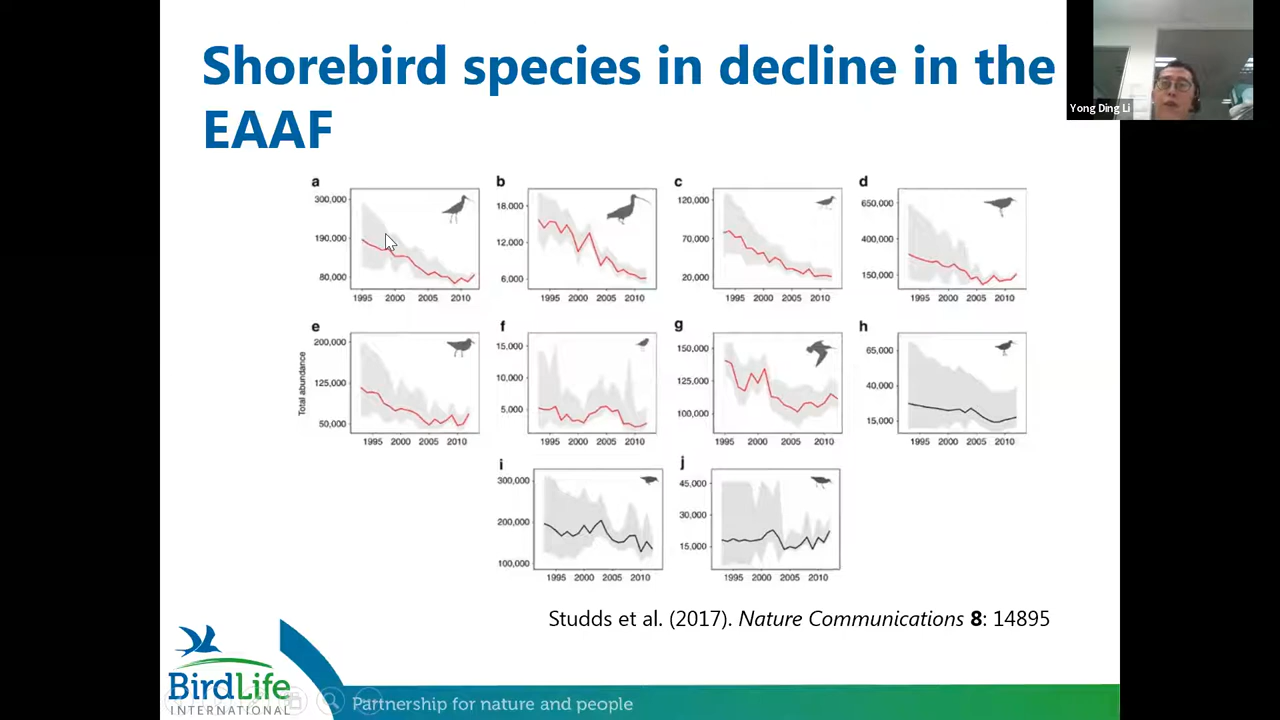 Shorebird species in decline in the
EAAF
Yong Ding Li
a
300,000
190,000
80,000
1995 2000 2005 2010
b
18,000
12,000
6,000
1995 2000 2005 2010
c
120,000
70,000
20,000
1995 2000 2005 2010
d
650,000
400,000
150,000
1995 2000 2005 2010
Total abundance
e
200,000
125,000
50,000
1995 2000 2005 2010
f
15,000
10,000
5,000
1995 2000 2005 2010
g
150,000
125,000
100,000
1995 2000 2005 2010
h
65,000
40,000
15,000
1995 2000 2005 2010
i
300,000
200,000
100,000
1995 2000 2005 2010
j
45,000
30,000
15,000
1995 2000 2005 2010
Studds et al. (2017). Nature Communications 8: 14895
BirdLife
INTERNATIONAL
Partnership for nature and people